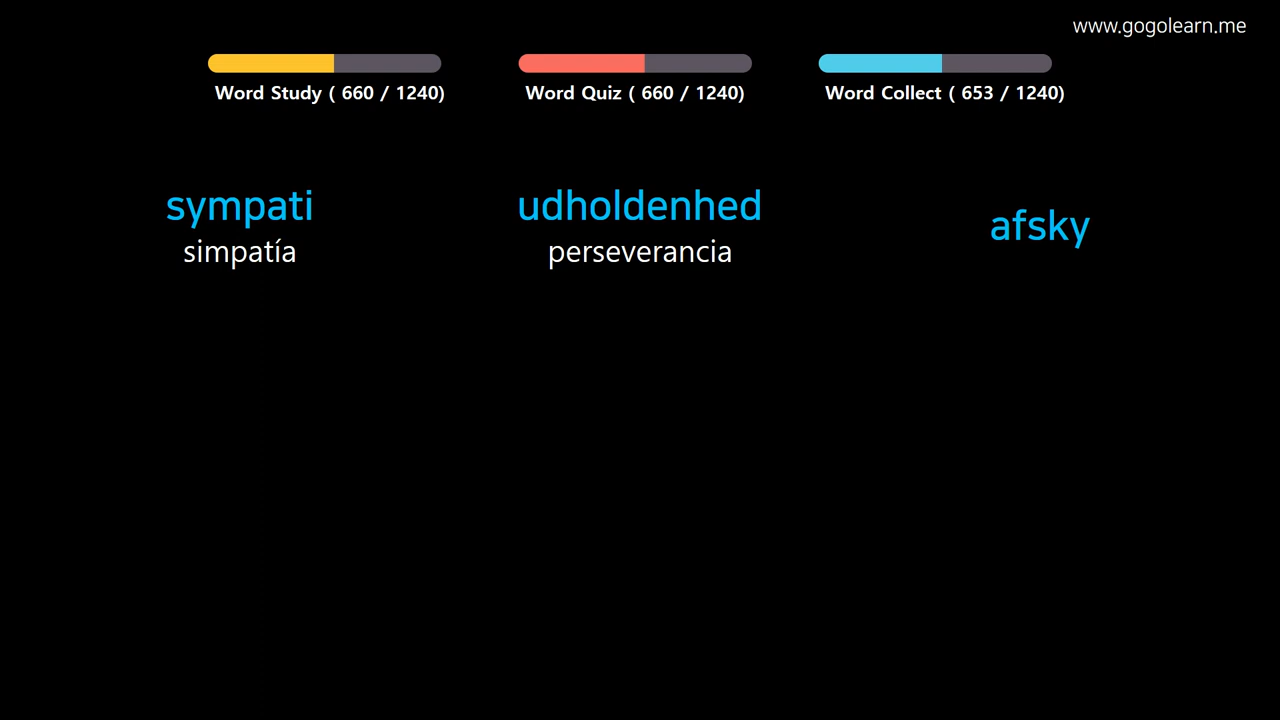 www.gogolearn.me
Word Study ( 660 / 1240)
Word Quiz ( 660 / 1240)
Word Collect ( 653 / 1240)
sympati
simpatía
udholdenhed
perseverancia
afsky